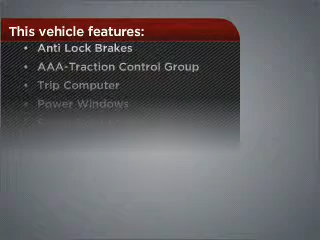 This vehicle features:
• Anti Lock Brakes
• AAA-Traction Control Group
• Trip Computer
• Power Windows